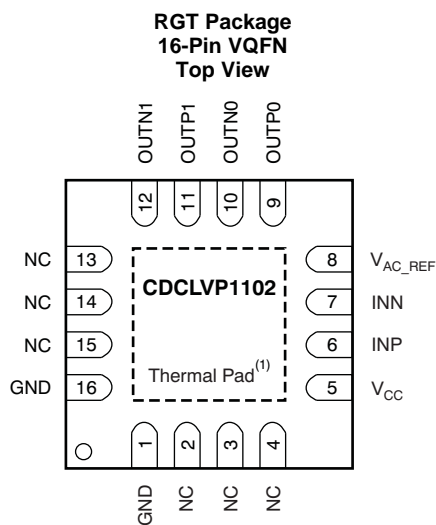 RGT Package
16-Pin VQFN
Top View
OUTN1
OUTP1
OUTN0
OUTP0
12
11
10
9
NC 13
NC 14
NC 15
GND 16
CDCLVP1102
Thermal Pad(1)
8 VAC_REF
7 INN
6 INP
5 VCC
1
2
3
4
GND
NC
NC
NC